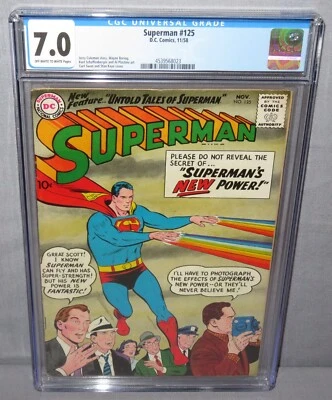 CGC UNIVERSAL GRADE
7.0
OFF-WHITE TO WHITE Pages
Superman #125
D.C. Comics, 11/58
4539568023
New Feature - "UNTOLD TALES OF SUPERMAN"
NOV.
NO. 125
APPROVED
BY THE
COMICS
CODE
AUTHORITY
SUPERMAN
10¢
PLEASE DO NOT REVEAL THE
SECRET OF...
"SUPERMAN'S
NEW POWER!"
GREAT SCOTT!
I KNOW
SUPERMAN
CAN FLY AND HAS
SUPER-STRENGTH!
BUT HIS NEW
POWER IS
FANTASTIC!
I'LL HAVE TO PHOTOGRAPH
THE EFFECTS OF SUPERMAN'S
NEW POWER--OR THEY'LL
NEVER BELIEVE ME!